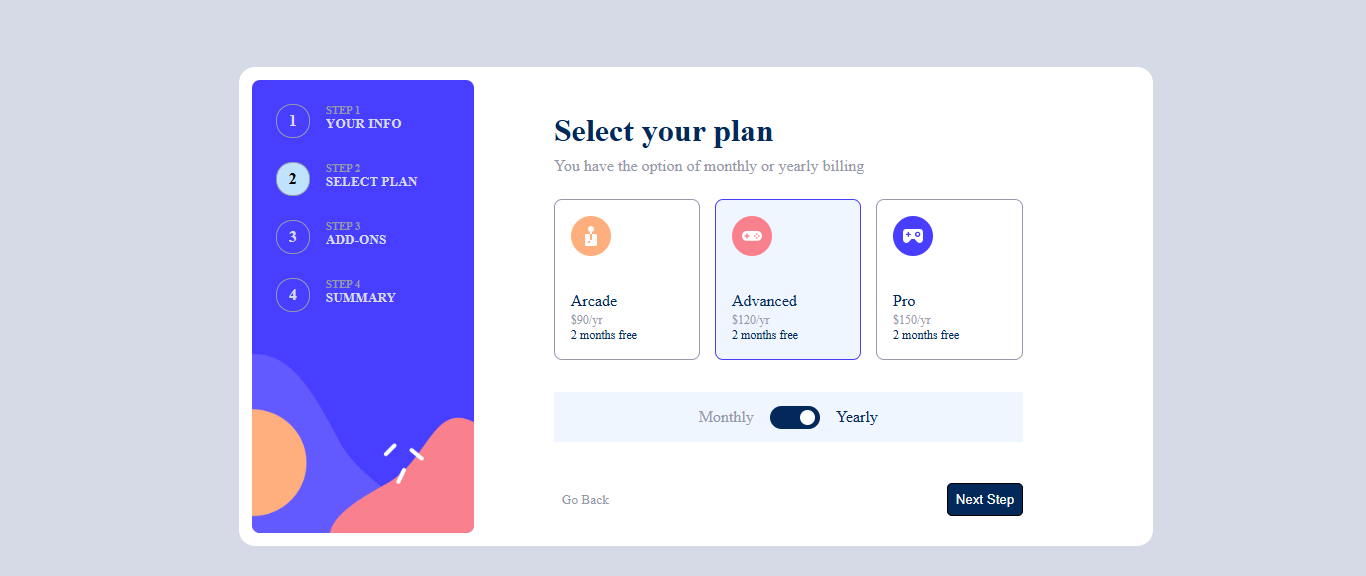 1
STEP 1
YOUR INFO
2
STEP 2
SELECT PLAN
3
STEP 3
ADD-ONS
4
STEP 4
SUMMARY
Select your plan
You have the option of monthly or yearly billing
Arcade
$90/yr
2 months free
Advanced
$120/yr
2 months free
Pro
$150/yr
2 months free
Monthly Yearly
Go Back
Next Step